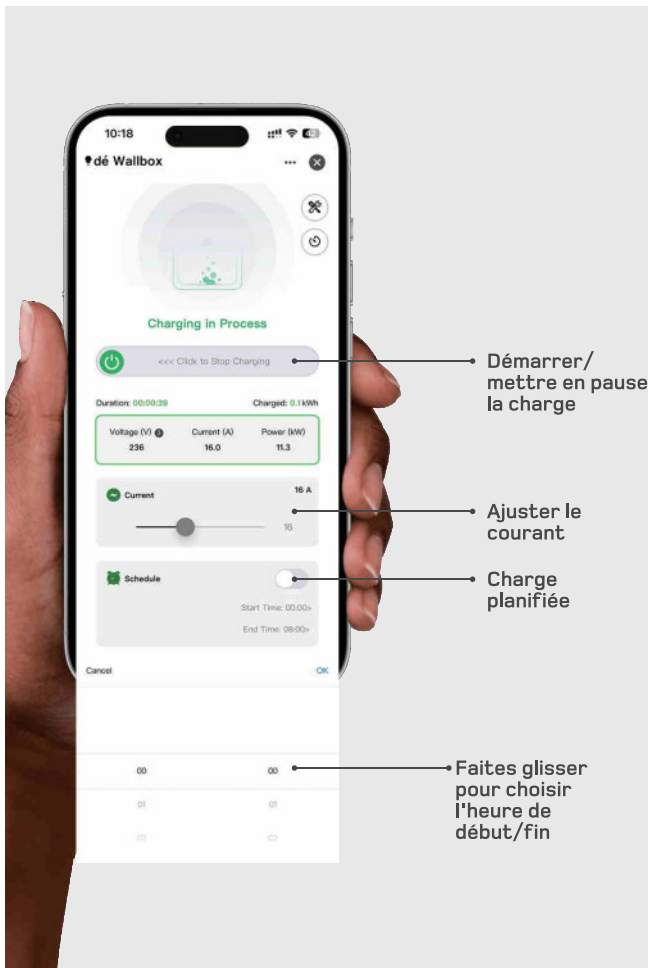 10:18
42
dé Wallbox
Charging in Process
<<< Click to Stop Charging
Démarrer/
mettre en pause
la charge
Duration: 00:00:39 Charged: 0.1 kWh
Voltage (V) Current (A) Power (kW)
236 16.0 11.3
Current 16 A
16
Ajuster le
courant
Schedule
Charge
planifiée
Start Time: 00:00>
End Time: 08:00>
Cancel OK
00 00
Faites glisser
pour choisir
l'heure de
début/fin
01 01
02